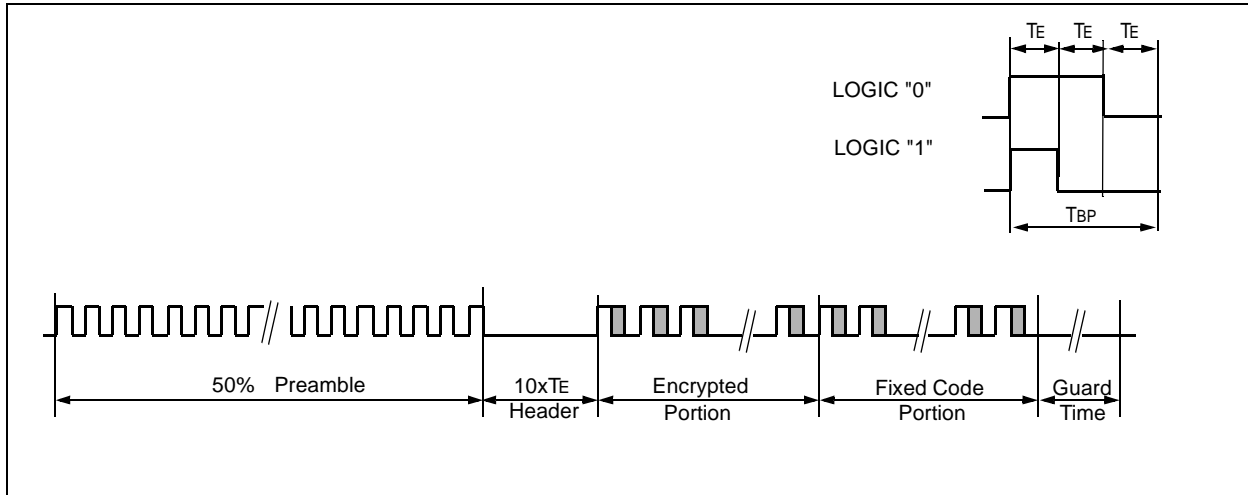 TE TE TE
LOGIC "0"
LOGIC "1"
TBP
50% Preamble
10xTE
Header
Encrypted
Portion
Fixed Code
Portion
Guard
Time